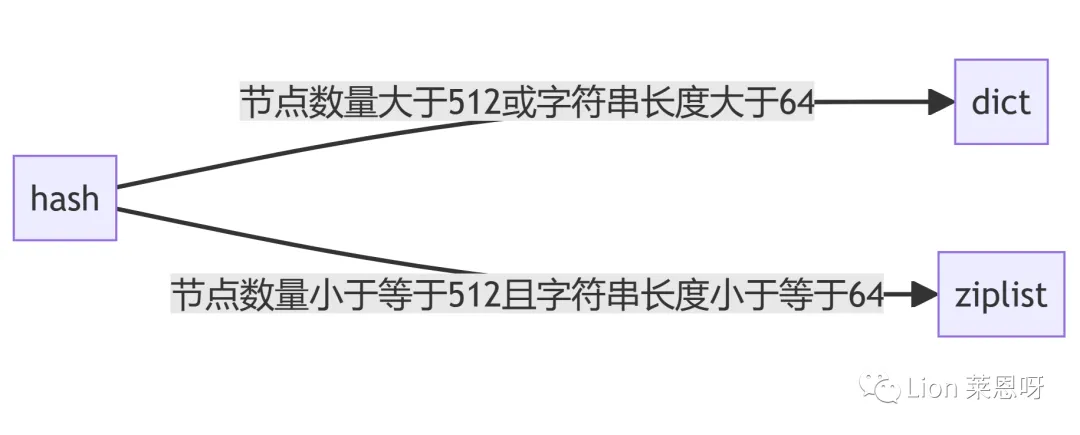 节点数量大于512或字符串长度大于64
dict
hash
节点数量小于等于512且字符串长度小于等于64
ziplist
Lion 莱恩呀